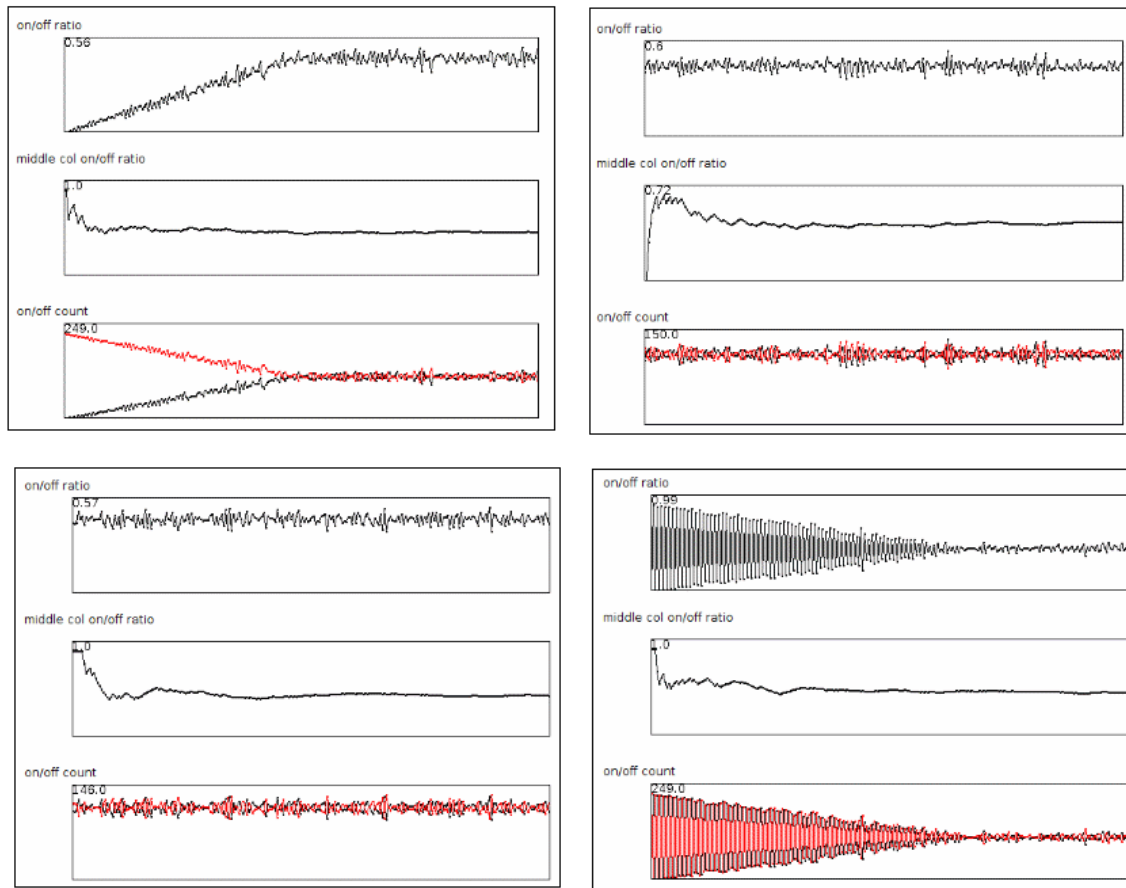 on/off ratio
0.56
middle col on/off ratio
1.0
on/off count
249.0
on/off ratio
0.6
middle col on/off ratio
0.72
on/off count
150.0
on/off ratio
0.57
middle col on/off ratio
1.0
on/off count
146.0
on/off ratio
0.99
middle col on/off ratio
1.0
on/off count
249.0